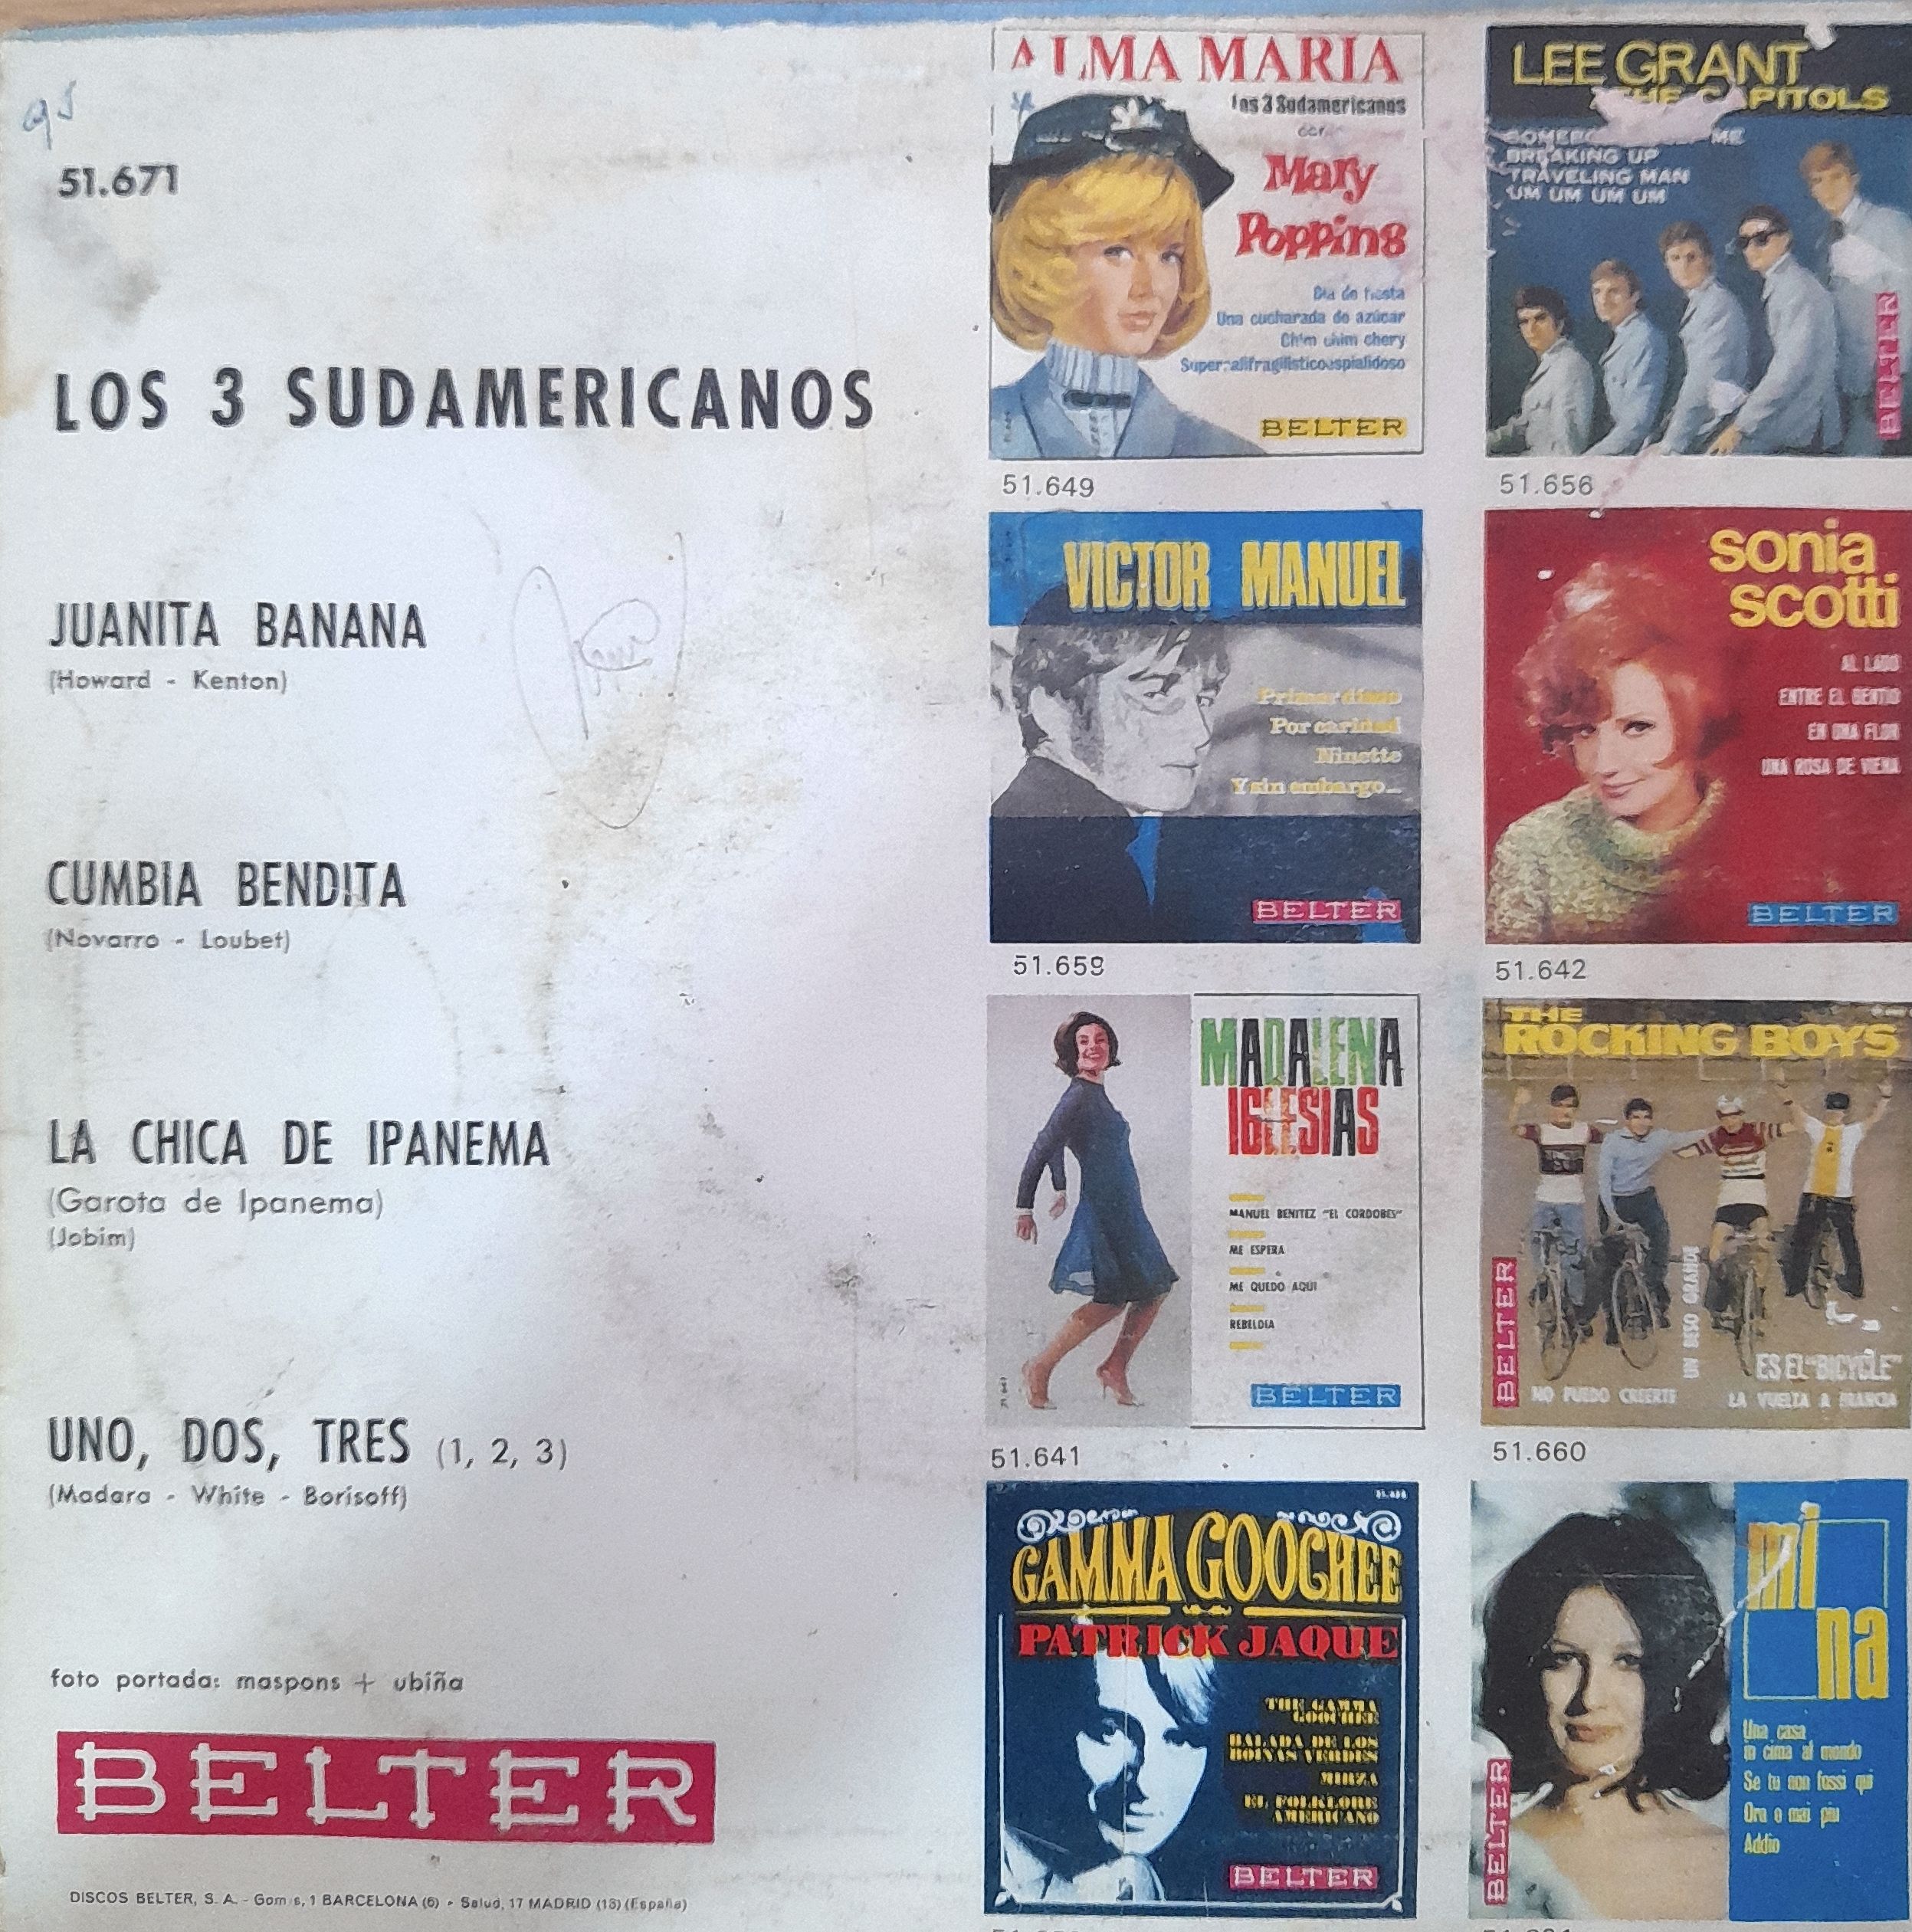 51.671
LOS 3 SUDAMERICANOS
JUANITA BANANA
(Howard - Kenton)
CUMBIA BENDITA
(Novarro - Loubet)
LA CHICA DE IPANEMA
(Garota de Ipanema)
(Jobim)
UNO, DOS, TRES (1, 2, 3)
(Madara - White - Borisoff)
foto portada: maspons + ubiña
BELTER
DISCOS BELTER, S. A. - Gomis, 1 BARCELONA (6) - Salud, 17 MADRID (13) (España)
ALMA MARIA
los 3 Sudamericanos
con
Mary
Poppins
Dia de fiesta
Una cucharada de azúcar
Chim chim chery
Supercalifragilisticoespialidoso
BELTER
51.649
LEE GRANT
& THE CAPITOLS
ME
BREAKING UP
TRAVELING MAN
UM UM UM UM
BELTER
51.656
VICTOR MANUEL
Primer dia
Por caridad
Ninette
Y sin embargo...
BELTER
51.659
sonia
scotti
AL LADO
ENTRE EL GENTIO
EN UNA FLOR
UNA ROSA DE VIENA
BELTER
51.642
MADALENA
IGLESIAS
MANUEL BENITEZ "EL CORDOBES"
ME ESPERA
ME QUEDO AQUI
REBELDIA
BELTER
51.641
THE
ROCKING BOYS
BELTER
UN BESO GRANDE
ES EL "BICYCLE"
NO PUEDO CREERTE
LA VUELTA A FRANCIA
51.660
GAMMA GOOCHEE
PATRICK JAQUE
THE GAMMA
GOOCHEE
BALADA DE LOS
BOINAS VERDES
MIRZA
EL FOLKLORE
AMERICANO
BELTER
mi
na
Una casa
in cima al mondo
Se tu non fossi qui
Ora o mai piu
Addio
BELTER